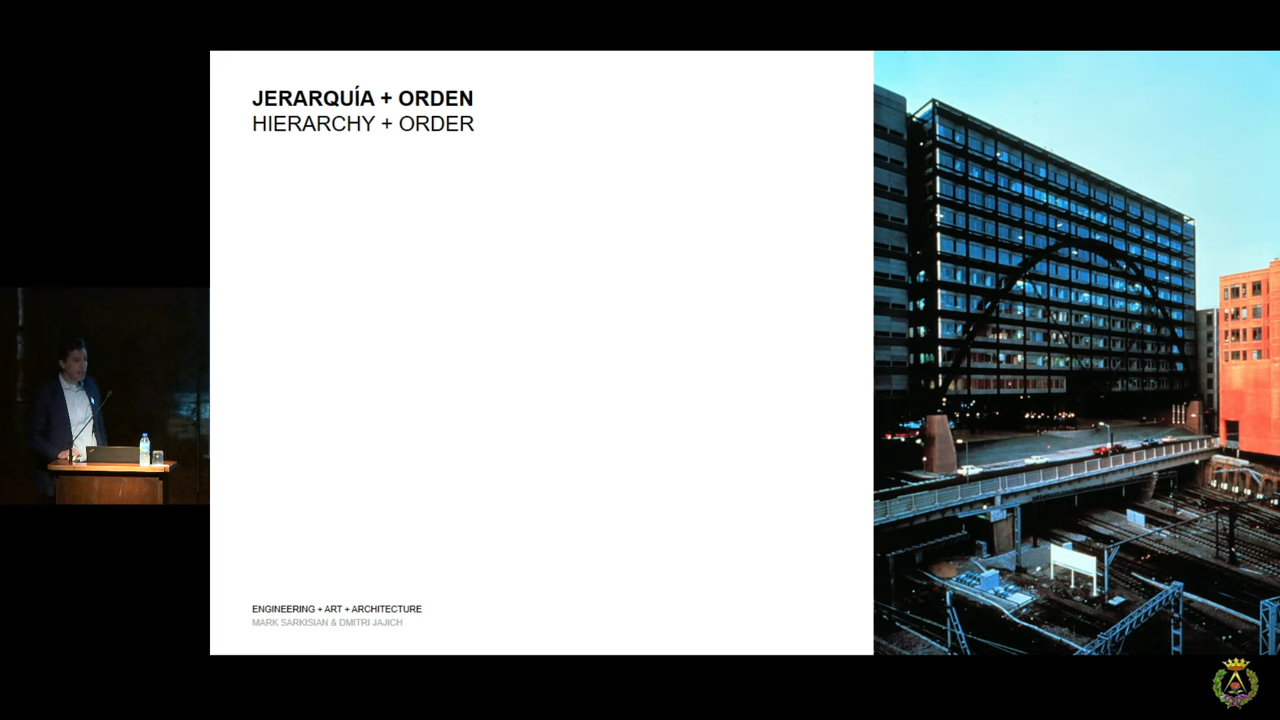 JERARQUÍA + ORDEN
HIERARCHY + ORDER
ENGINEERING + ART + ARCHITECTURE
MARK SARKISIAN & DMITRI JAJICH